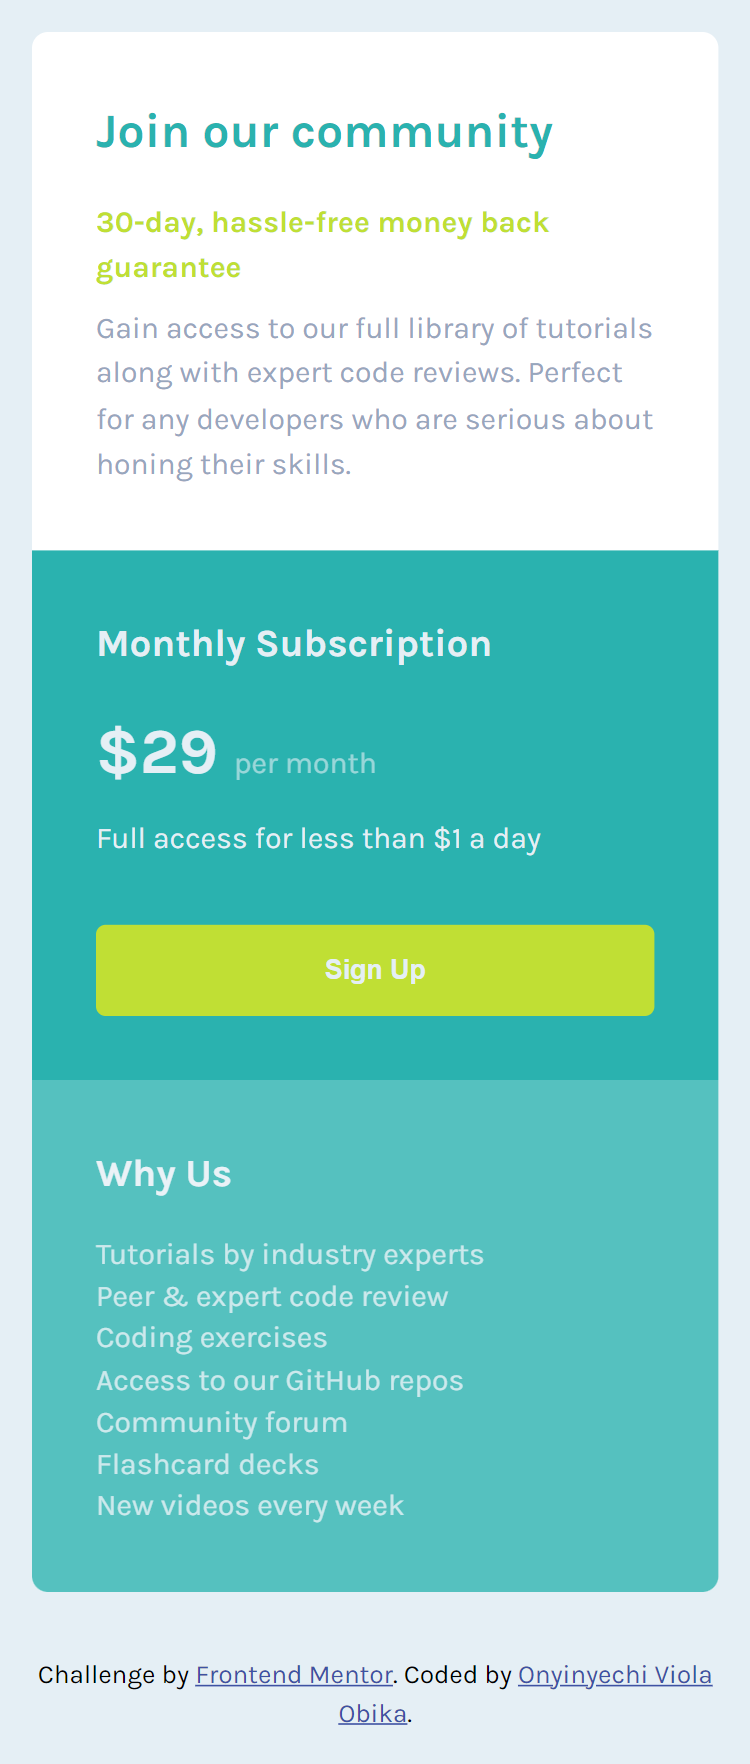 Join our community
30-day, hassle-free money back
guarantee
Gain access to our full library of tutorials
along with expert code reviews. Perfect
for any developers who are serious about
honing their skills.
Monthly Subscription
$29 per month
Full access for less than $1 a day
Sign Up
Why Us
Tutorials by industry experts
Peer & expert code review
Coding exercises
Access to our GitHub repos
Community forum
Flashcard decks
New videos every week
Challenge by Frontend Mentor. Coded by Onyinyechi Viola
Obika.